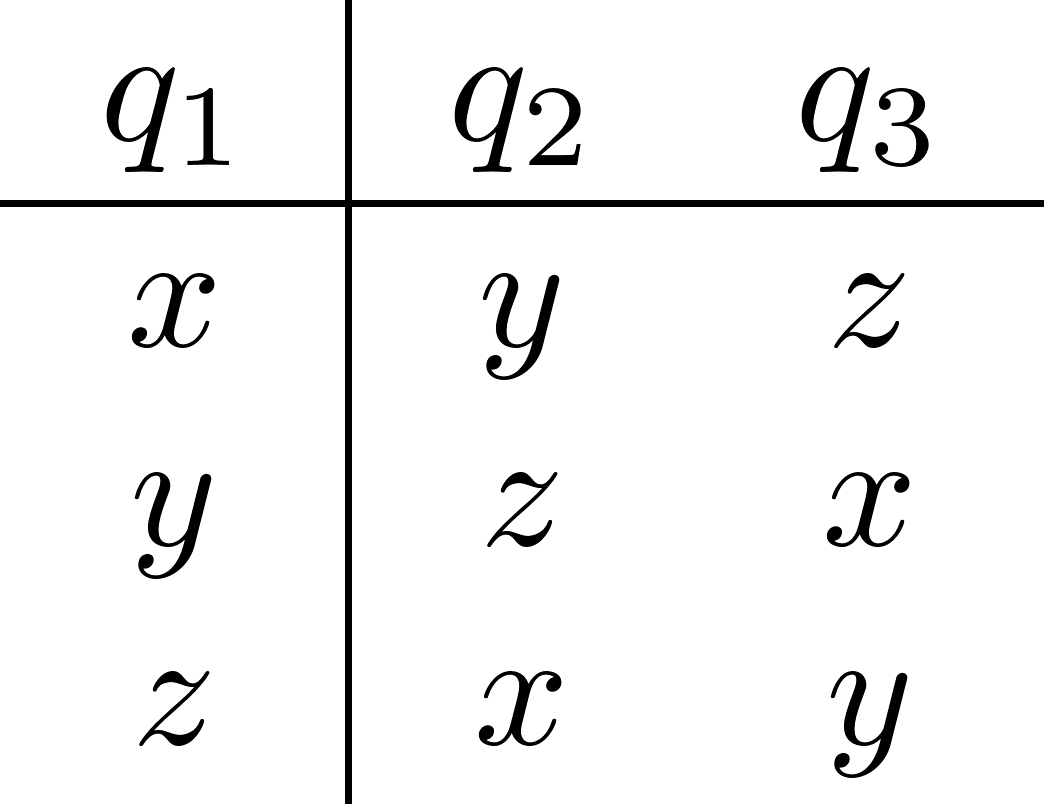 q₁ q₂ q₃
x y z
y z x
z x y